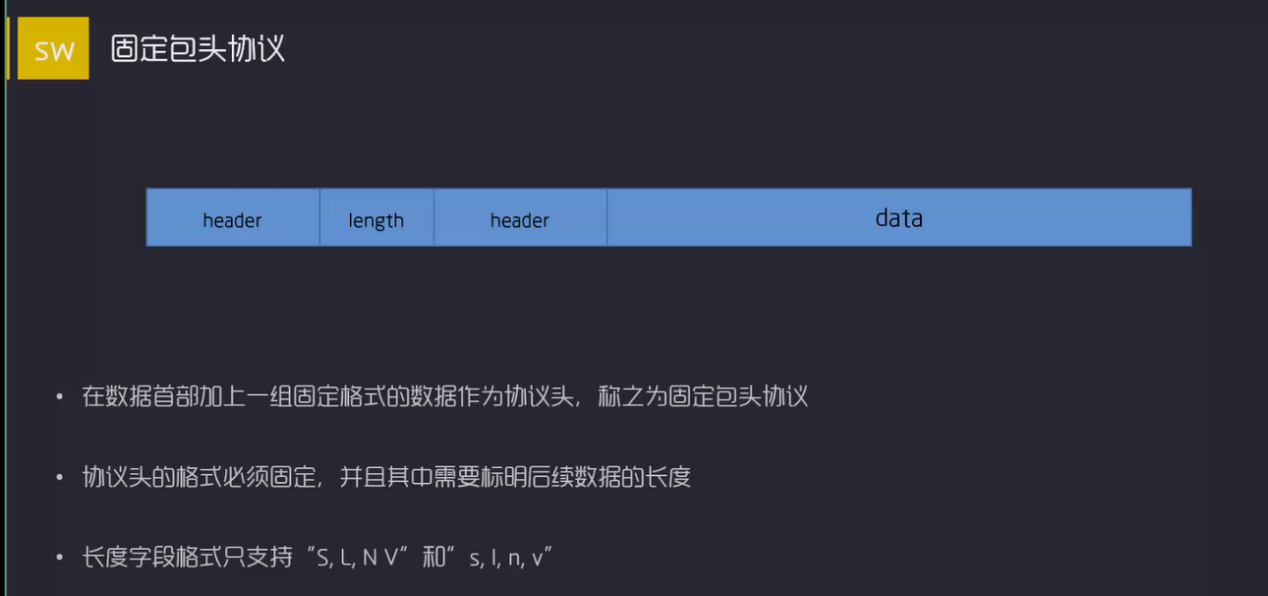 SW 固定包头协议
header length header data
• 在数据首部加上一组固定格式的数据作为协议头，称之为固定包头协议
• 协议头的格式必须固定，并且其中需要标明后续数据的长度
• 长度字段格式只支持“S, L, N V”和” s, l, n, v”